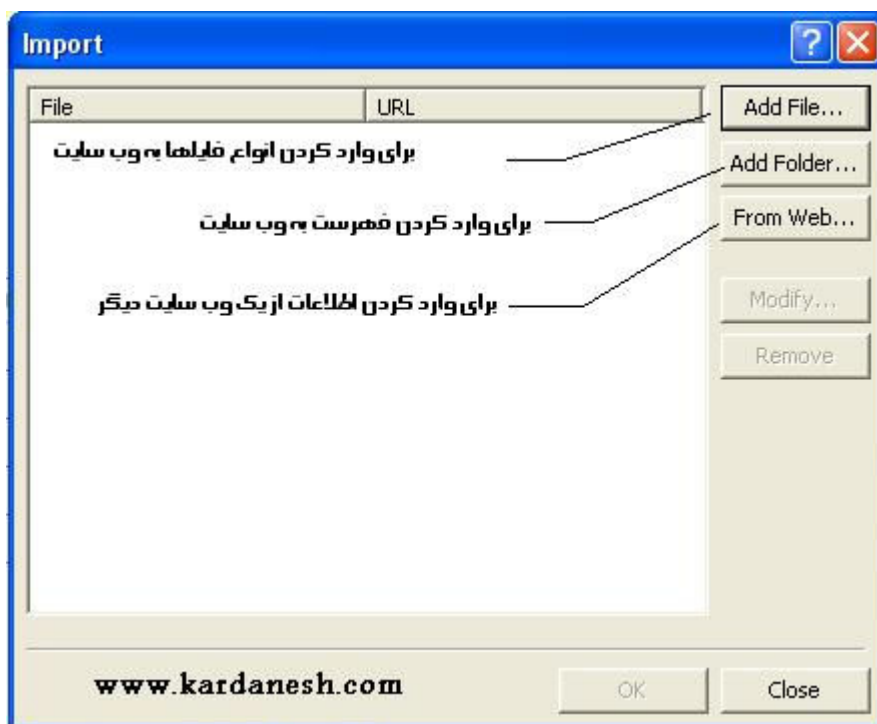 Import
File URL
Add File...
برای وارد کردن انواع فایلها به وب سایت
Add Folder...
برای وارد کردن فهرست به وب سایت
From Web...
برای وارد کردن اطلاعات از یک وب سایت دیگر
Modify...
Remove
www.kardanesh.com
OK
Close